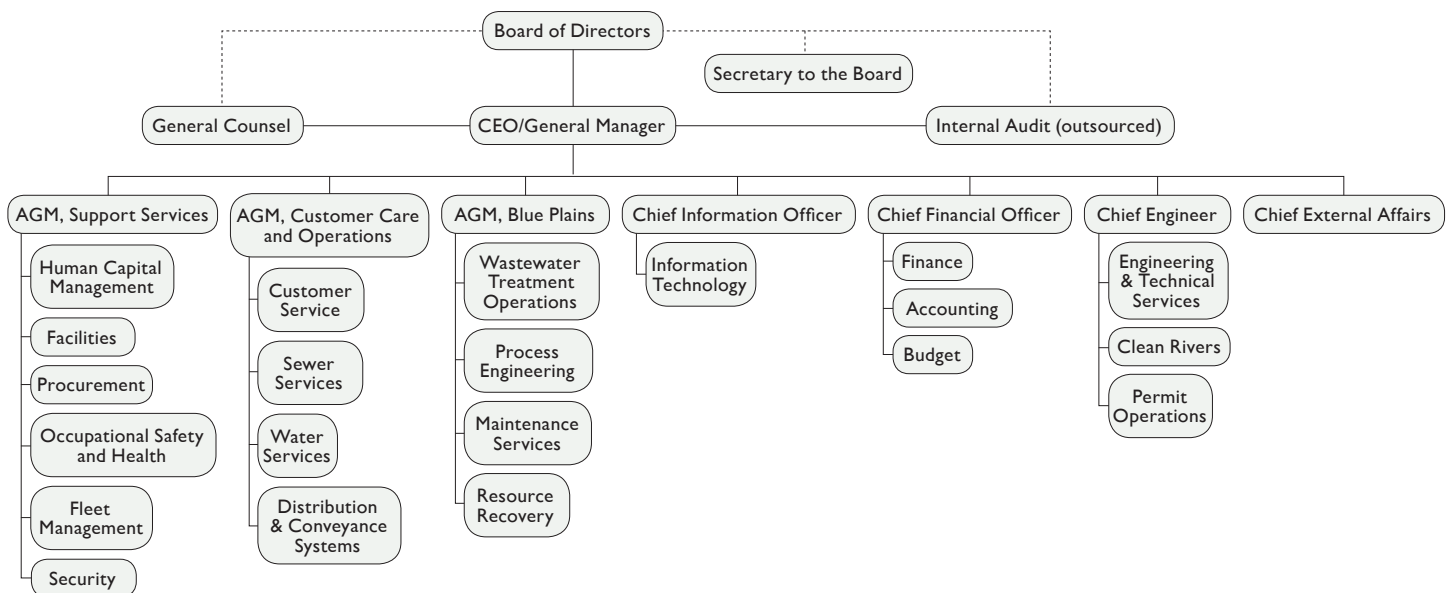 Board of Directors
Secretary to the Board
General Counsel
CEO/General Manager
Internal Audit (outsourced)
AGM, Support Services
Human Capital
Management
Facilities
Procurement
Occupational Safety
and Health
Fleet
Management
Security
AGM, Customer Care
and Operations
Customer
Service
Sewer
Services
Water
Services
Distribution
& Conveyance
Systems
AGM, Blue Plains
Wastewater
Treatment
Operations
Process
Engineering
Maintenance
Services
Resource
Recovery
Chief Information Officer
Information
Technology
Chief Financial Officer
Finance
Accounting
Budget
Chief Engineer
Engineering
& Technical
Services
Clean Rivers
Permit
Operations
Chief External Affairs